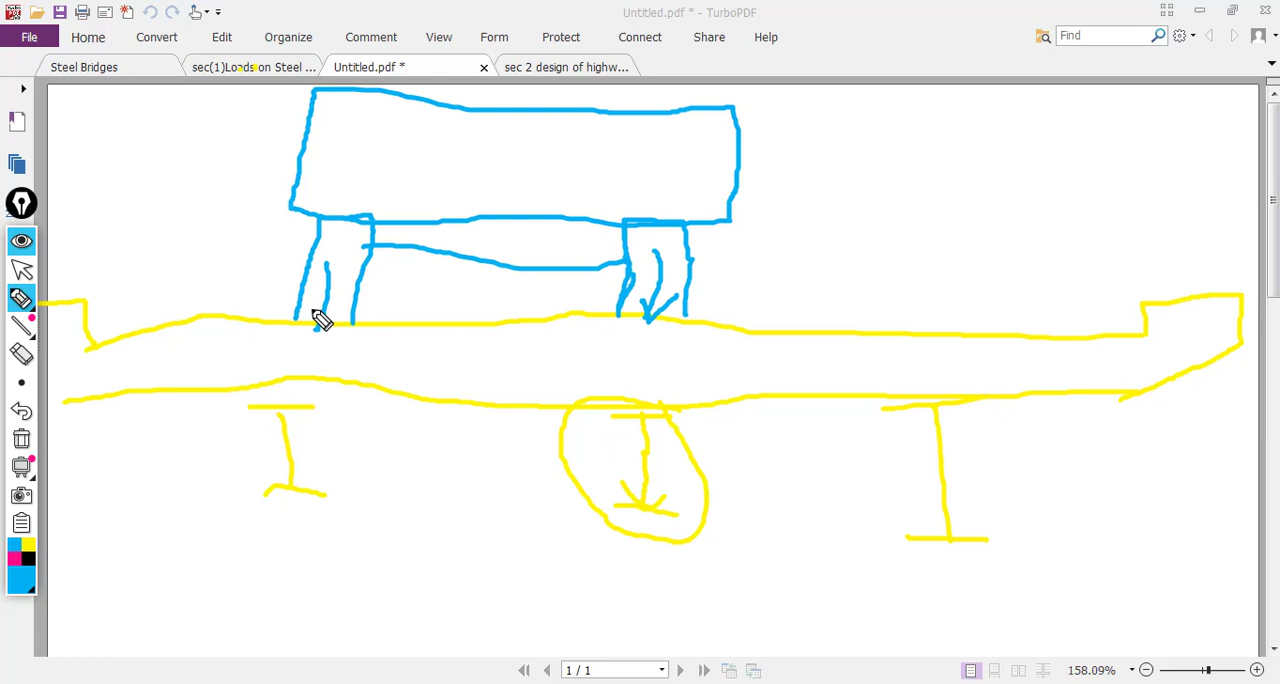 Untitled.pdf * - TurboPDF
File Home Convert Edit Organize Comment View Form Protect Connect Share Help Find
Steel Bridges sec(1)Loads on Steel ... Untitled.pdf * sec 2 design of highw...
1 / 1 158.09%